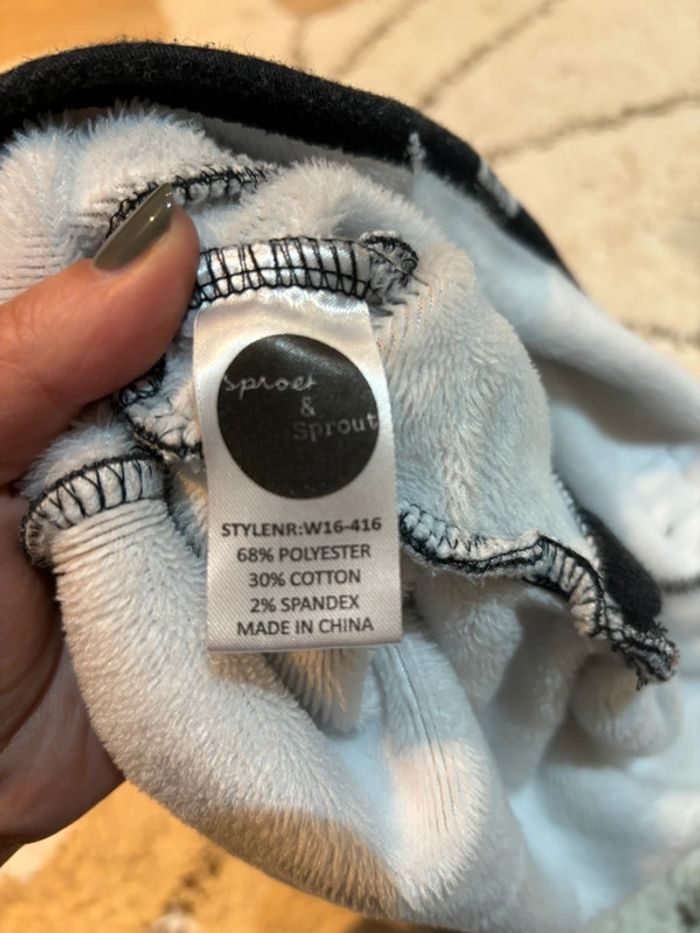 Sproet
&
Sprout
STYLENR:W16-416
68% POLYESTER
30% COTTON
2% SPANDEX
MADE IN CHINA